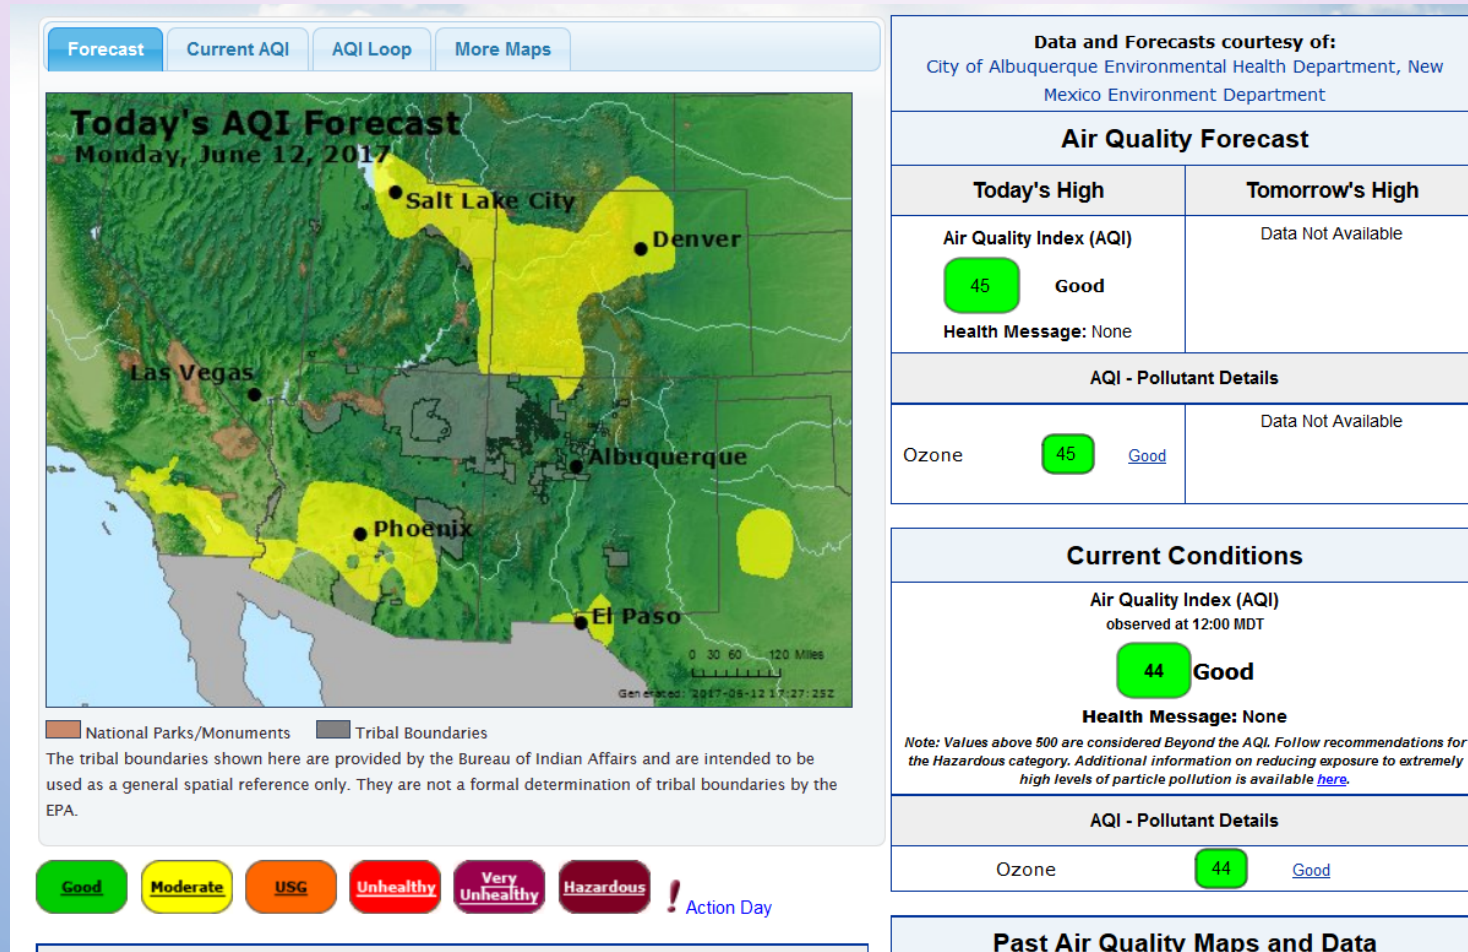 Forecast
Current AQI
AQI Loop
More Maps
Today's AQI Forecast
Monday, June 12, 2017
Salt Lake City
Denver
Las Vegas
Albuquerque
Phoenix
El Paso
0 30 60 120 Miles
Generated: 2017-06-12 17:27:25Z
National Parks/Monuments
Tribal Boundaries
The tribal boundaries shown here are provided by the Bureau of Indian Affairs and are intended to be
used as a general spatial reference only. They are not a formal determination of tribal boundaries by the
EPA.
Good
Moderate
USG
Unhealthy
Very
Unhealthy
Hazardous
! Action Day
Data and Forecasts courtesy of:
City of Albuquerque Environmental Health Department, New
Mexico Environment Department
Air Quality Forecast
Today's High
Tomorrow's High
Air Quality Index (AQI)
45 Good
Health Message: None
Data Not Available
AQI - Pollutant Details
Ozone 45 Good
Data Not Available
Current Conditions
Air Quality Index (AQI)
observed at 12:00 MDT
44 Good
Health Message: None
Note: Values above 500 are considered Beyond the AQI. Follow recommendations for
the Hazardous category. Additional information on reducing exposure to extremely
high levels of particle pollution is available here.
AQI - Pollutant Details
Ozone 44 Good
Past Air Quality Maps and Data